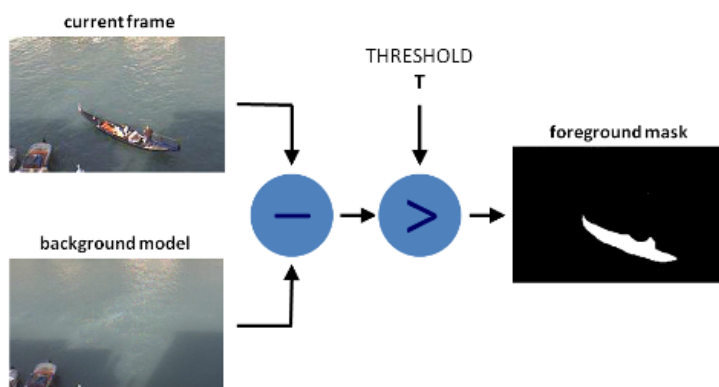 current frame
THRESHOLD
T
foreground mask
−
>
background model